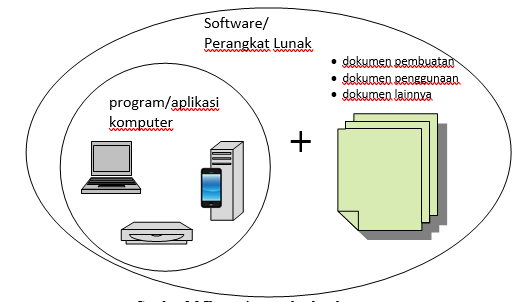 Software/
Perangkat Lunak
• dokumen pembuatan
• dokumen penggunaan
• dokumen lainnya
program/aplikasi
komputer
+